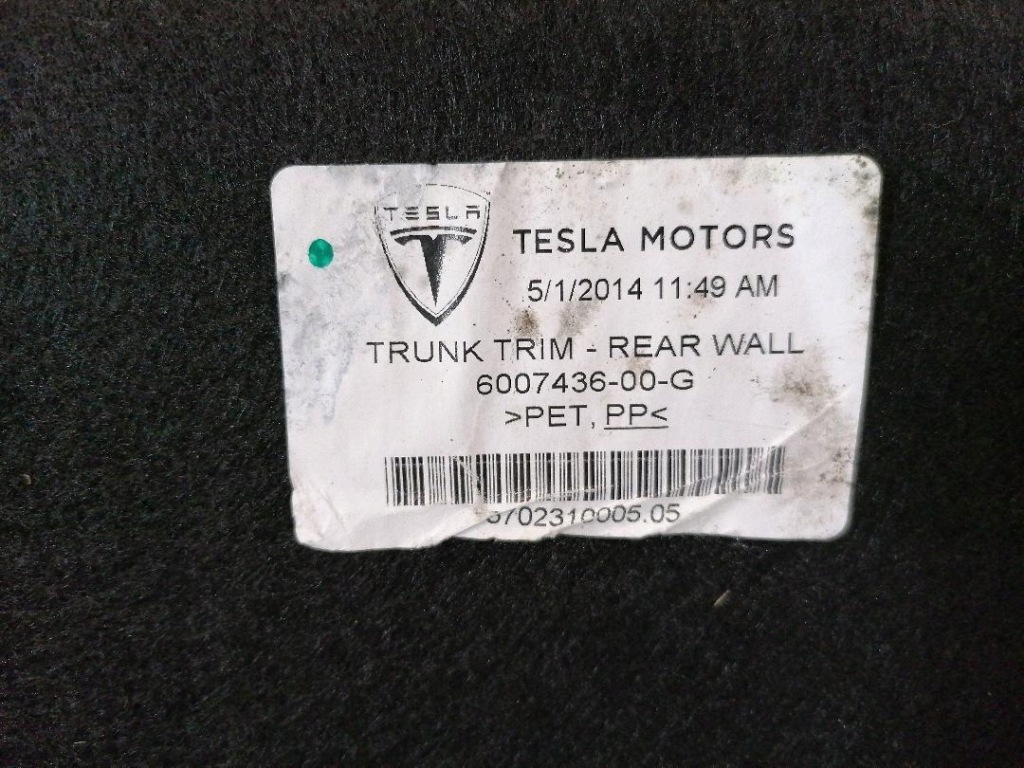 TESLA
TESLA MOTORS
5/1/2014 11:49 AM
TRUNK TRIM - REAR WALL
6007436-00-G
>PET, PP<